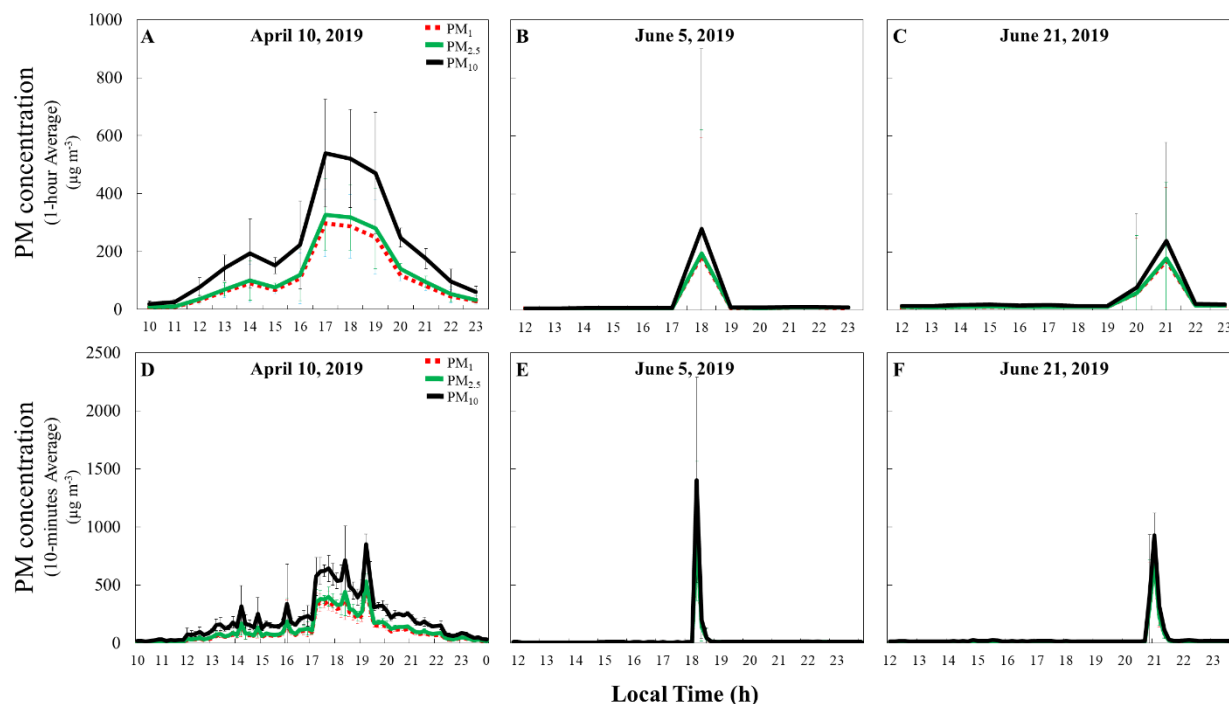 PM concentration
(1-hour Average)
(µg m-3)
1000
800
600
400
200
0
A
April 10, 2019
PM1
PM2.5
PM10
10 11 12 13 14 15 16 17 18 19 20 21 22 23
B
June 5, 2019
12 13 14 15 16 17 18 19 20 21 22 23
C
June 21, 2019
12 13 14 15 16 17 18 19 20 21 22 23
PM concentration
(10-minutes Average)
(µg m-3)
2500
2000
1500
1000
500
0
D
April 10, 2019
PM1
PM2.5
PM10
10 11 12 13 14 15 16 17 18 19 20 21 22 23 0
E
June 5, 2019
12 13 14 15 16 17 18 19 20 21 22 23
F
June 21, 2019
12 13 14 15 16 17 18 19 20 21 22 23
Local Time (h)